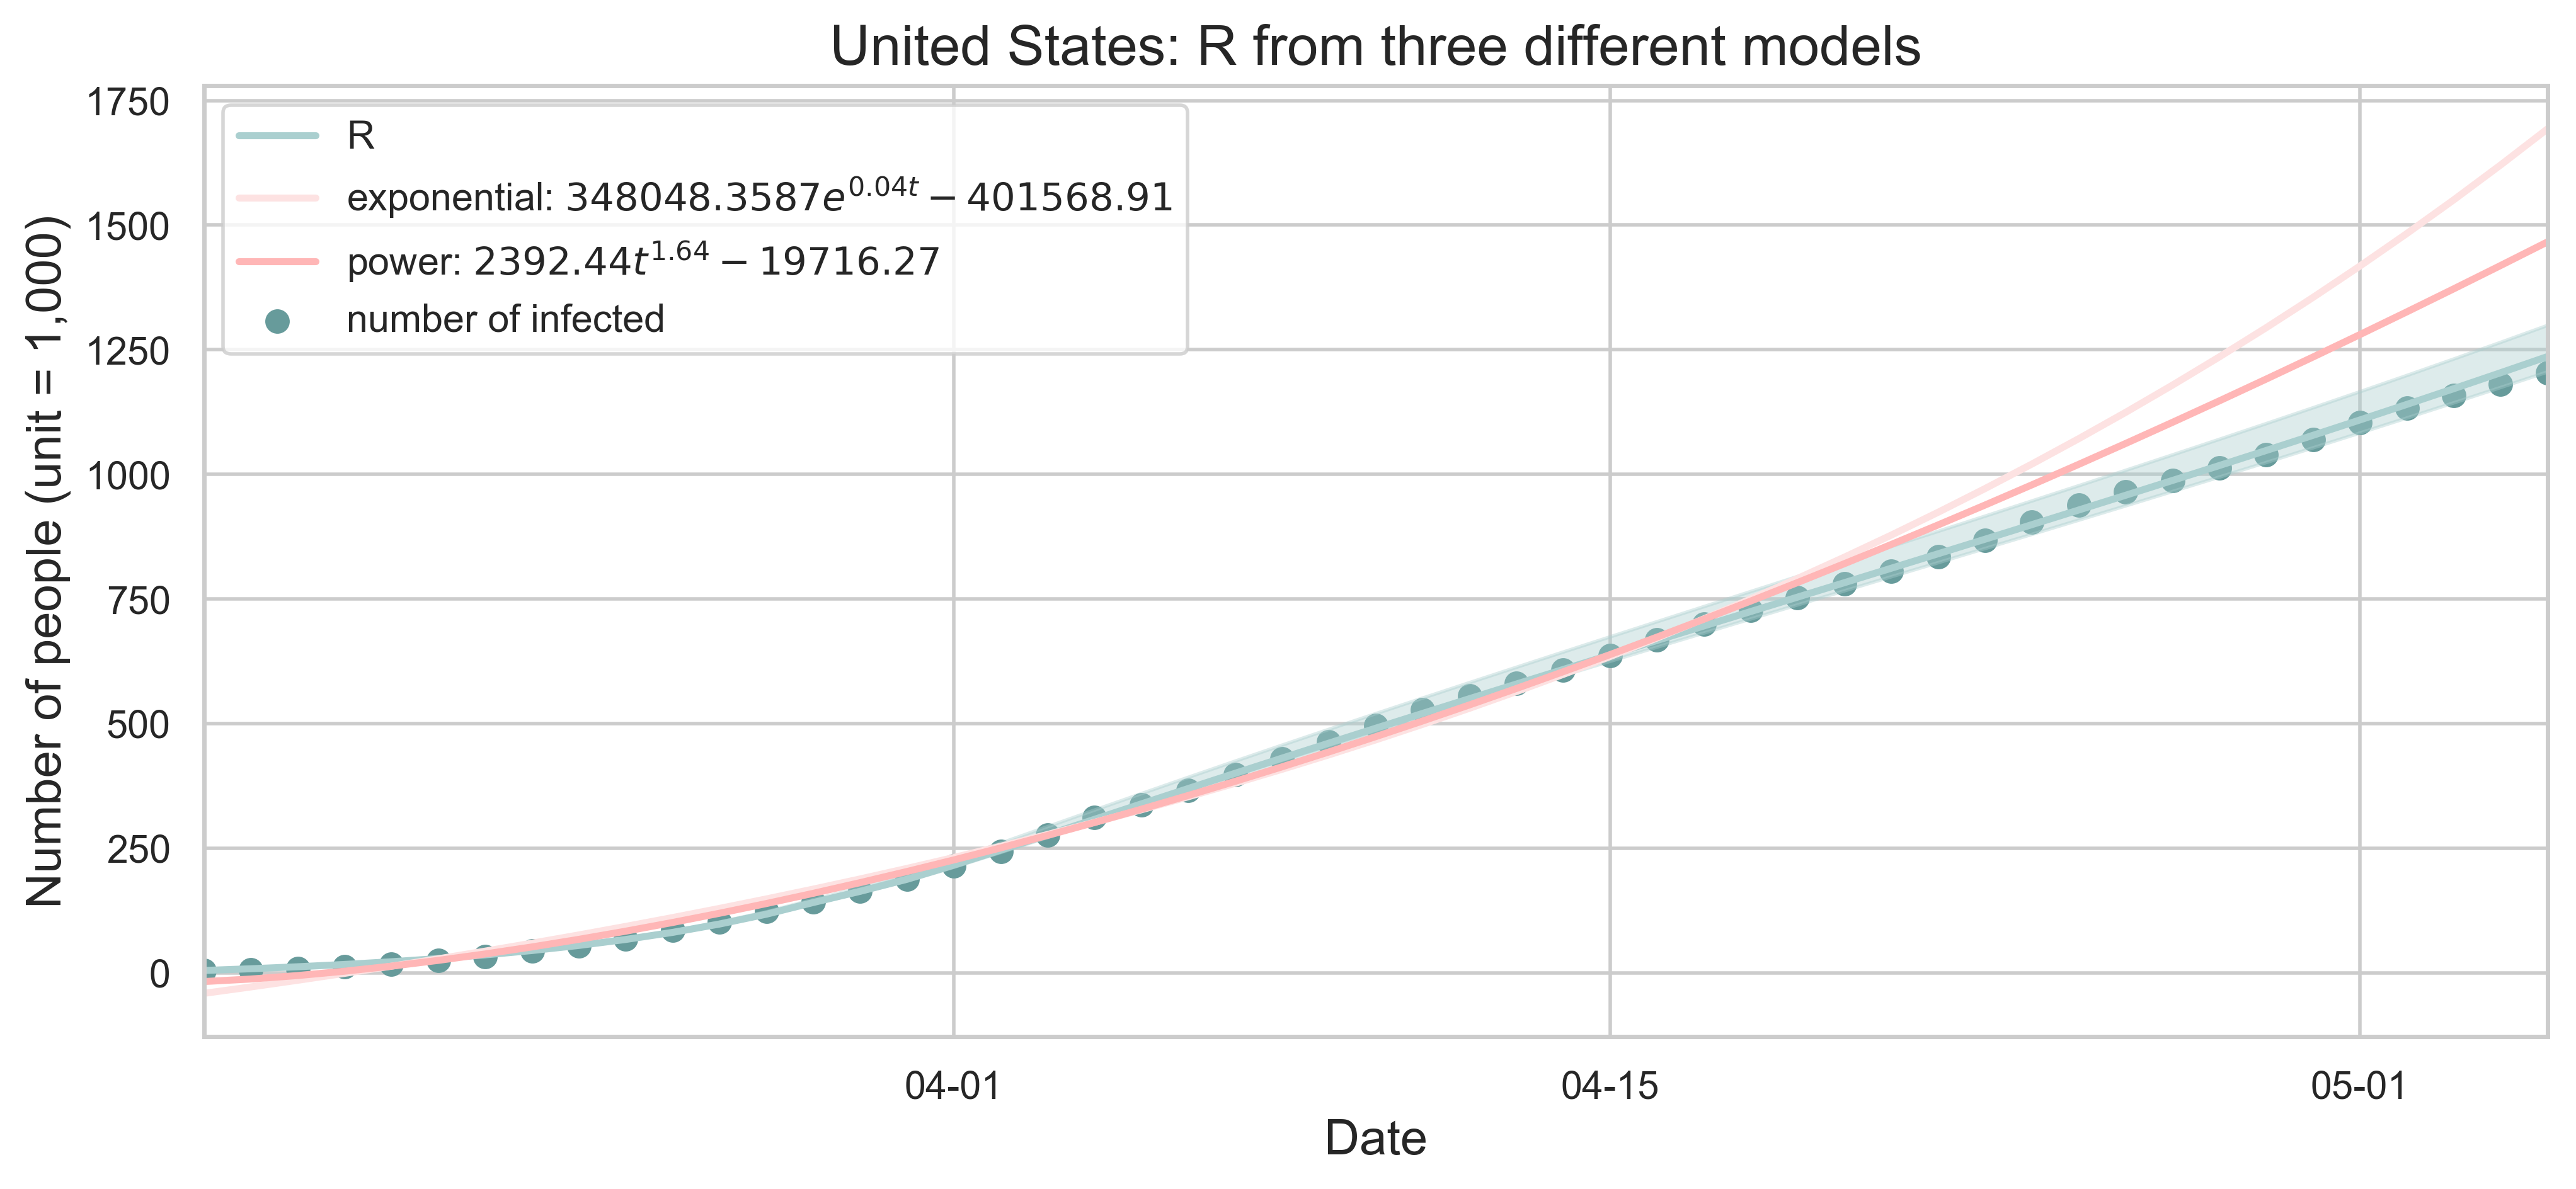 United States: R from three different models
Number of people (unit = 1,000)
1750
1500
1250
1000
750
500
250
0
R
exponential: 348048.3587e^{0.04t} − 401568.91
power: 2392.44t^{1.64} − 19716.27
number of infected
04-01
04-15
05-01
Date